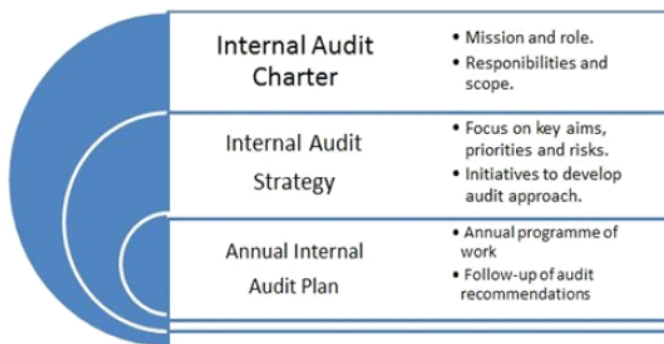 Internal Audit
Charter
• Mission and role.
• Responibilities and
scope.
Internal Audit
Strategy
• Focus on key aims,
priorities and risks.
• Initiatives to develop
audit approach.
Annual Internal
Audit Plan
• Annual programme of
work
• Follow-up of audit
recommendations